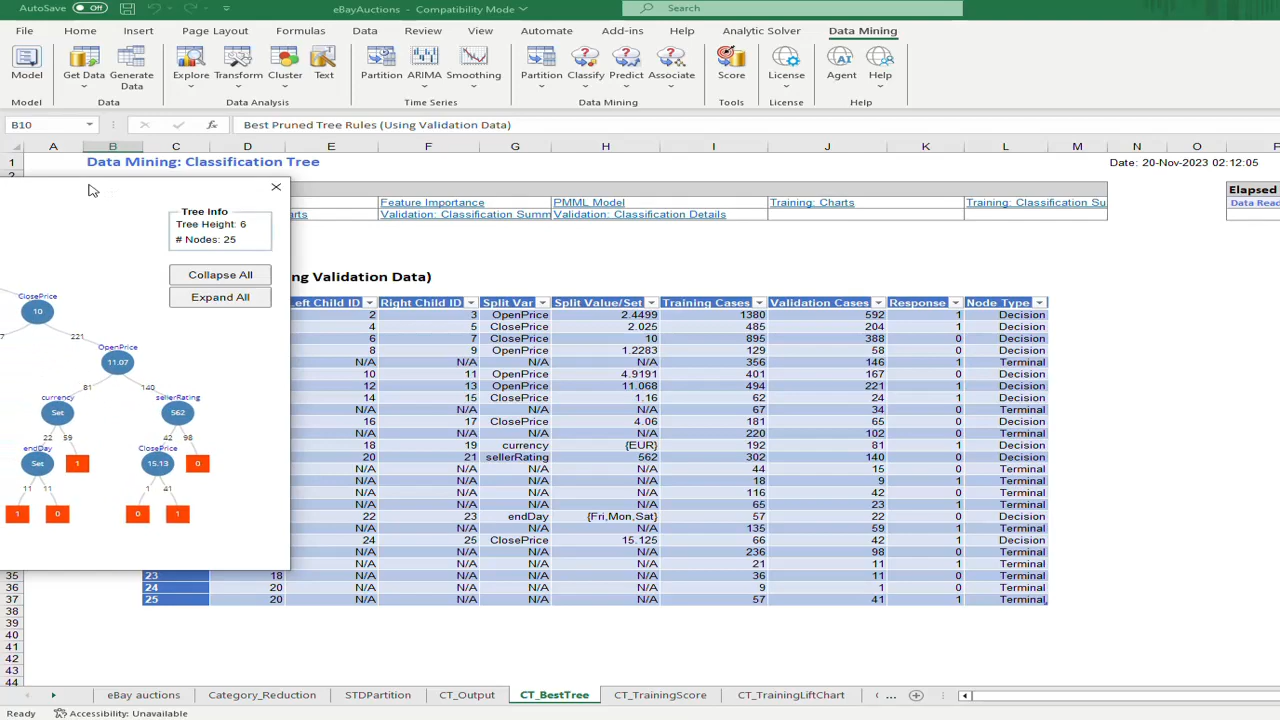 AutoSave Off eBayAuctions - Compatibility Mode Search
File Home Insert Page Layout Formulas Data Review View Automate Add-ins Help Analytic Solver Data Mining
Model Get Data Generate Data Explore Transform Cluster Text Partition ARIMA Smoothing Partition Classify Predict Associate Score License Agent Help
Model Data Data Analysis Time Series Data Mining Tools License Help
B10 fx Best Pruned Tree Rules (Using Validation Data)
A B C D E F G H I J K L M N O P
1 Data Mining: Classification Tree Date: 20-Nov-2023 02:12:05
2
Elapsed
Feature Importance PMML Model Training: Charts Training: Classification Su Data Read
arts Validation: Classification Summ Validation: Classification Details
Tree Info
Tree Height: 6
# Nodes: 25
Collapse All
Expand All
ng Validation Data)
ClosePrice
10
7 221
OpenPrice
11.07
81 140
currency sellerRating
Set 562
22 59 42 98
endDay ClosePrice
Set 1 15.13 0
11 11 1 41
1 0 0 1
Left Child ID Right Child ID Split Var Split Value/Set Training Cases Validation Cases Response Node Type
2 3 OpenPrice 2.4499 1380 592 1 Decision
4 5 ClosePrice 2.025 485 204 1 Decision
6 7 ClosePrice 10 895 388 0 Decision
8 9 OpenPrice 1.2283 129 58 0 Decision
N/A N/A N/A N/A 356 146 1 Terminal
10 11 OpenPrice 4.9191 401 167 0 Decision
12 13 OpenPrice 11.068 494 221 1 Decision
14 15 ClosePrice 1.16 62 24 1 Decision
N/A N/A N/A N/A 67 34 0 Terminal
16 17 ClosePrice 4.06 181 65 0 Decision
N/A N/A N/A N/A 220 102 0 Terminal
18 19 currency {EUR} 192 81 1 Decision
20 21 sellerRating 562 302 140 0 Decision
N/A N/A N/A N/A 44 15 0 Terminal
N/A N/A N/A N/A 18 9 1 Terminal
N/A N/A N/A N/A 116 42 0 Terminal
N/A N/A N/A N/A 65 23 1 Terminal
22 23 endDay {Fri,Mon,Sat} 57 22 0 Decision
N/A N/A N/A N/A 135 59 1 Terminal
24 25 ClosePrice 15.125 66 42 1 Decision
N/A N/A N/A N/A 236 98 0 Terminal
N/A N/A N/A N/A 21 11 1 Terminal
35 23 18 N/A N/A N/A N/A 36 11 0 Terminal
36 24 20 N/A N/A N/A N/A 9 1 0 Terminal
37 25 20 N/A N/A N/A N/A 57 41 1 Terminal
38
39
40
41
42
43
44
eBay auctions Category_Reduction STDPartition CT_Output CT_BestTree CT_TrainingScore CT_TrainingLiftChart ...
Ready Accessibility: Unavailable